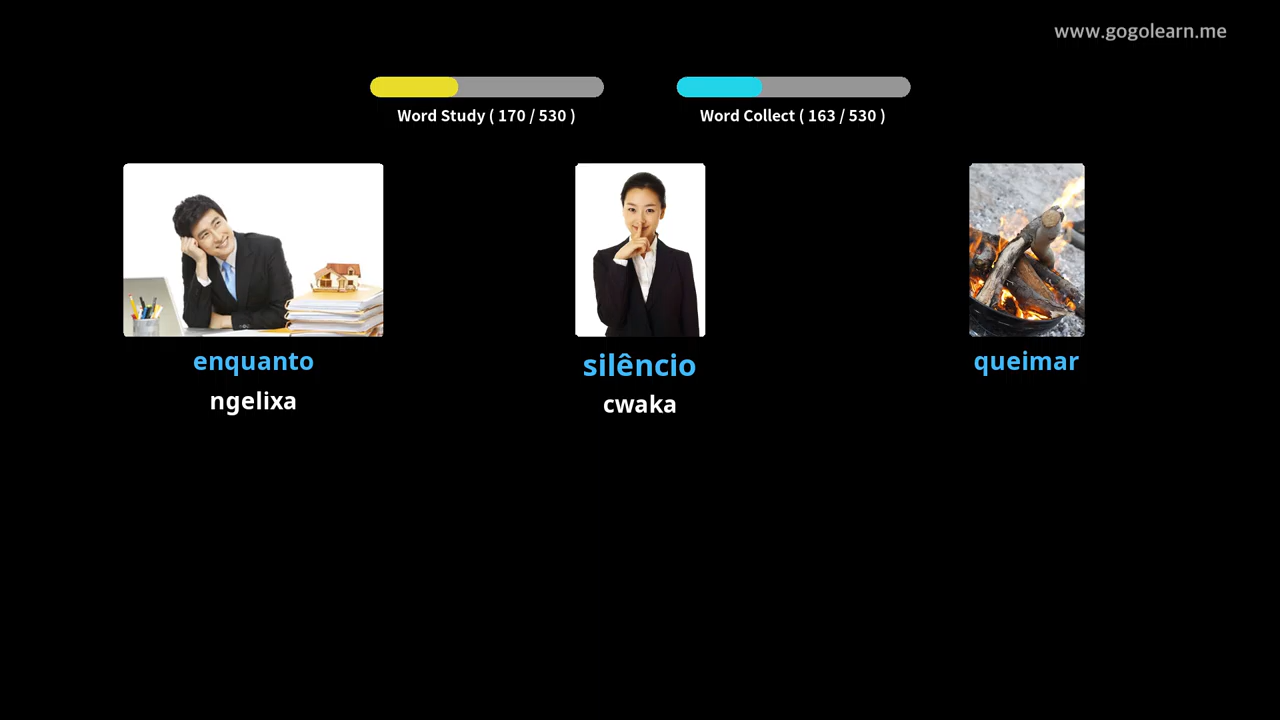 www.gogolearn.me
Word Study ( 170 / 530 )
Word Collect ( 163 / 530 )
enquanto
ngelixa
silêncio
cwaka
queimar